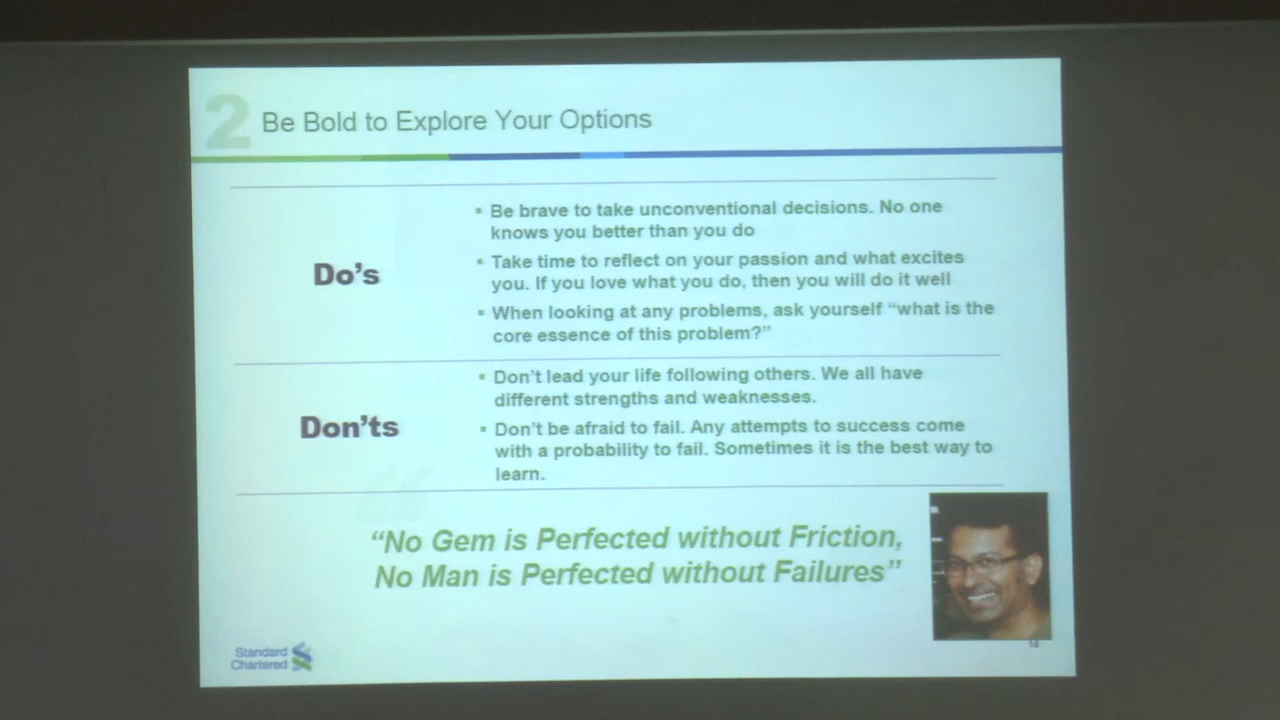 2 Be Bold to Explore Your Options
Do's
▪ Be brave to take unconventional decisions. No one
knows you better than you do
▪ Take time to reflect on your passion and what excites
you. If you love what you do, then you will do it well
▪ When looking at any problems, ask yourself “what is the
core essence of this problem?”
Don'ts
▪ Don't lead your life following others. We all have
different strengths and weaknesses.
▪ Don't be afraid to fail. Any attempts to success come
with a probability to fail. Sometimes it is the best way to
learn.
“No Gem is Perfected without Friction,
No Man is Perfected without Failures”
Standard
Chartered